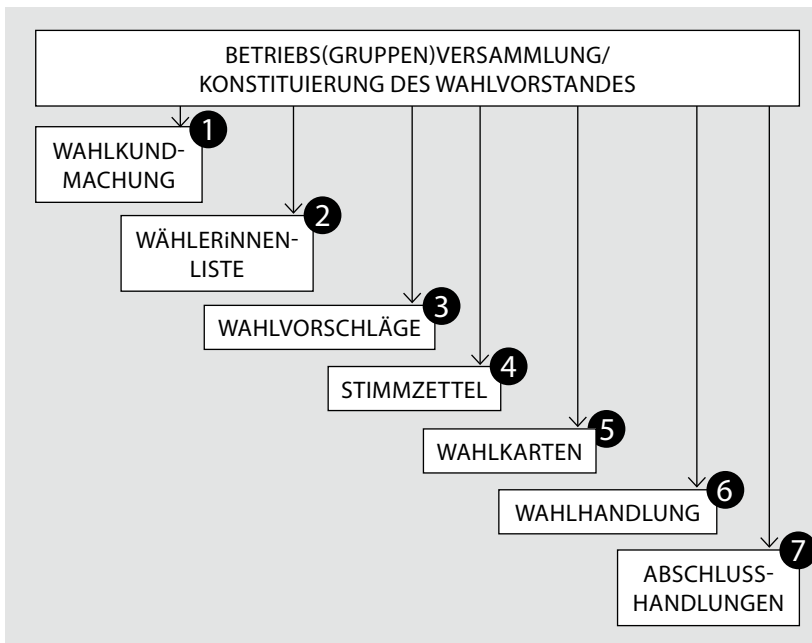 BETRIEBS(GRUPPEN)VERSAMMLUNG/
KONSTITUIERUNG DES WAHLVORSTANDES
1
WAHLKUND-
MACHUNG
2
WÄHLERiNNEN-
LISTE
3
WAHLVORSCHLÄGE
4
STIMMZETTEL
5
WAHLKARTEN
6
WAHLHANDLUNG
7
ABSCHLUSS-
HANDLUNGEN